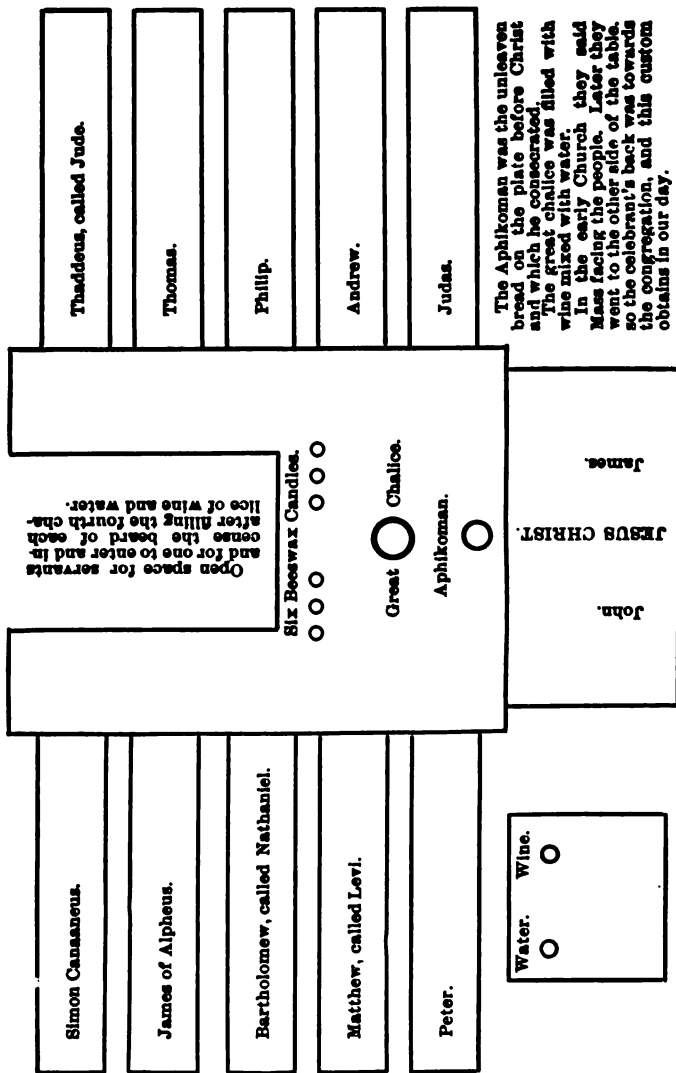 Simon Canaaneus.
James of Alpheus.
Bartholomew, called Nathaniel.
Matthew, called Levi.
Peter.
Thaddeus, called Jude.
Thomas.
Philip.
Andrew.
Judas.
Open space for servants
and for one to enter and in-
cense the board of each
after filling the fourth cha-
lice of wine and water.
Six Beeswax Candles.
Great Chalice.
Aphikoman.
John.
JESUS CHRIST.
James.
Water. Wine.
The Aphikoman was the unleaven
bread on the plate before Christ
and which he consecrated.
The great chalice was filled with
wine mixed with water.
In the early Church they said
Mass facing the people. Later they
went to the other side of the table.
so the celebrant's back was towards
the congregation, and this custom
obtains in our day.